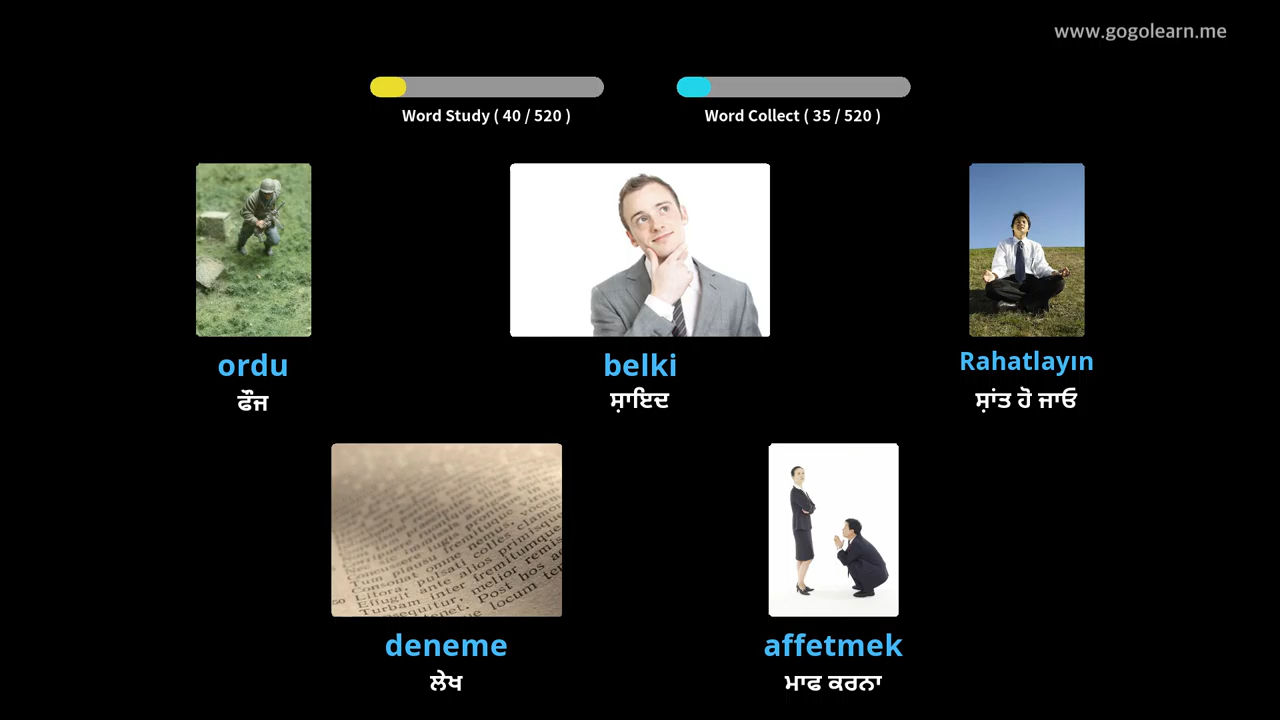 www.gogolearn.me
Word Study ( 40 / 520 )
Word Collect ( 35 / 520 )
ordu
ਫੌਜ
belki
ਸ਼ਾਇਦ
Rahatlayın
ਸ਼ਾਂਤ ਹੋ ਜਾਓ
deneme
ਲੇਖ
affetmek
ਮਾਫ ਕਰਨਾ